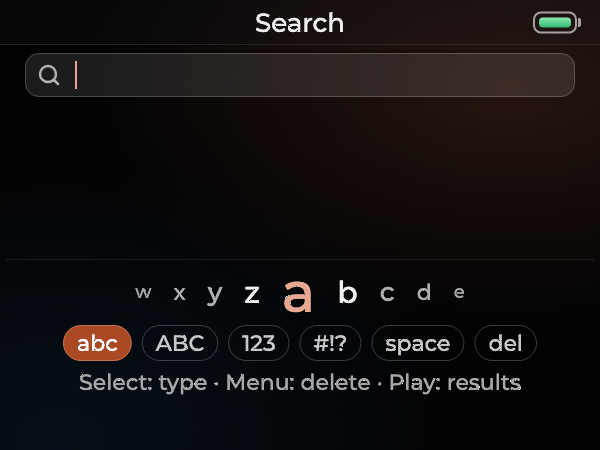 Search
w x y z a b c d e
abc ABC 123 #!? space del
Select: type · Menu: delete · Play: results